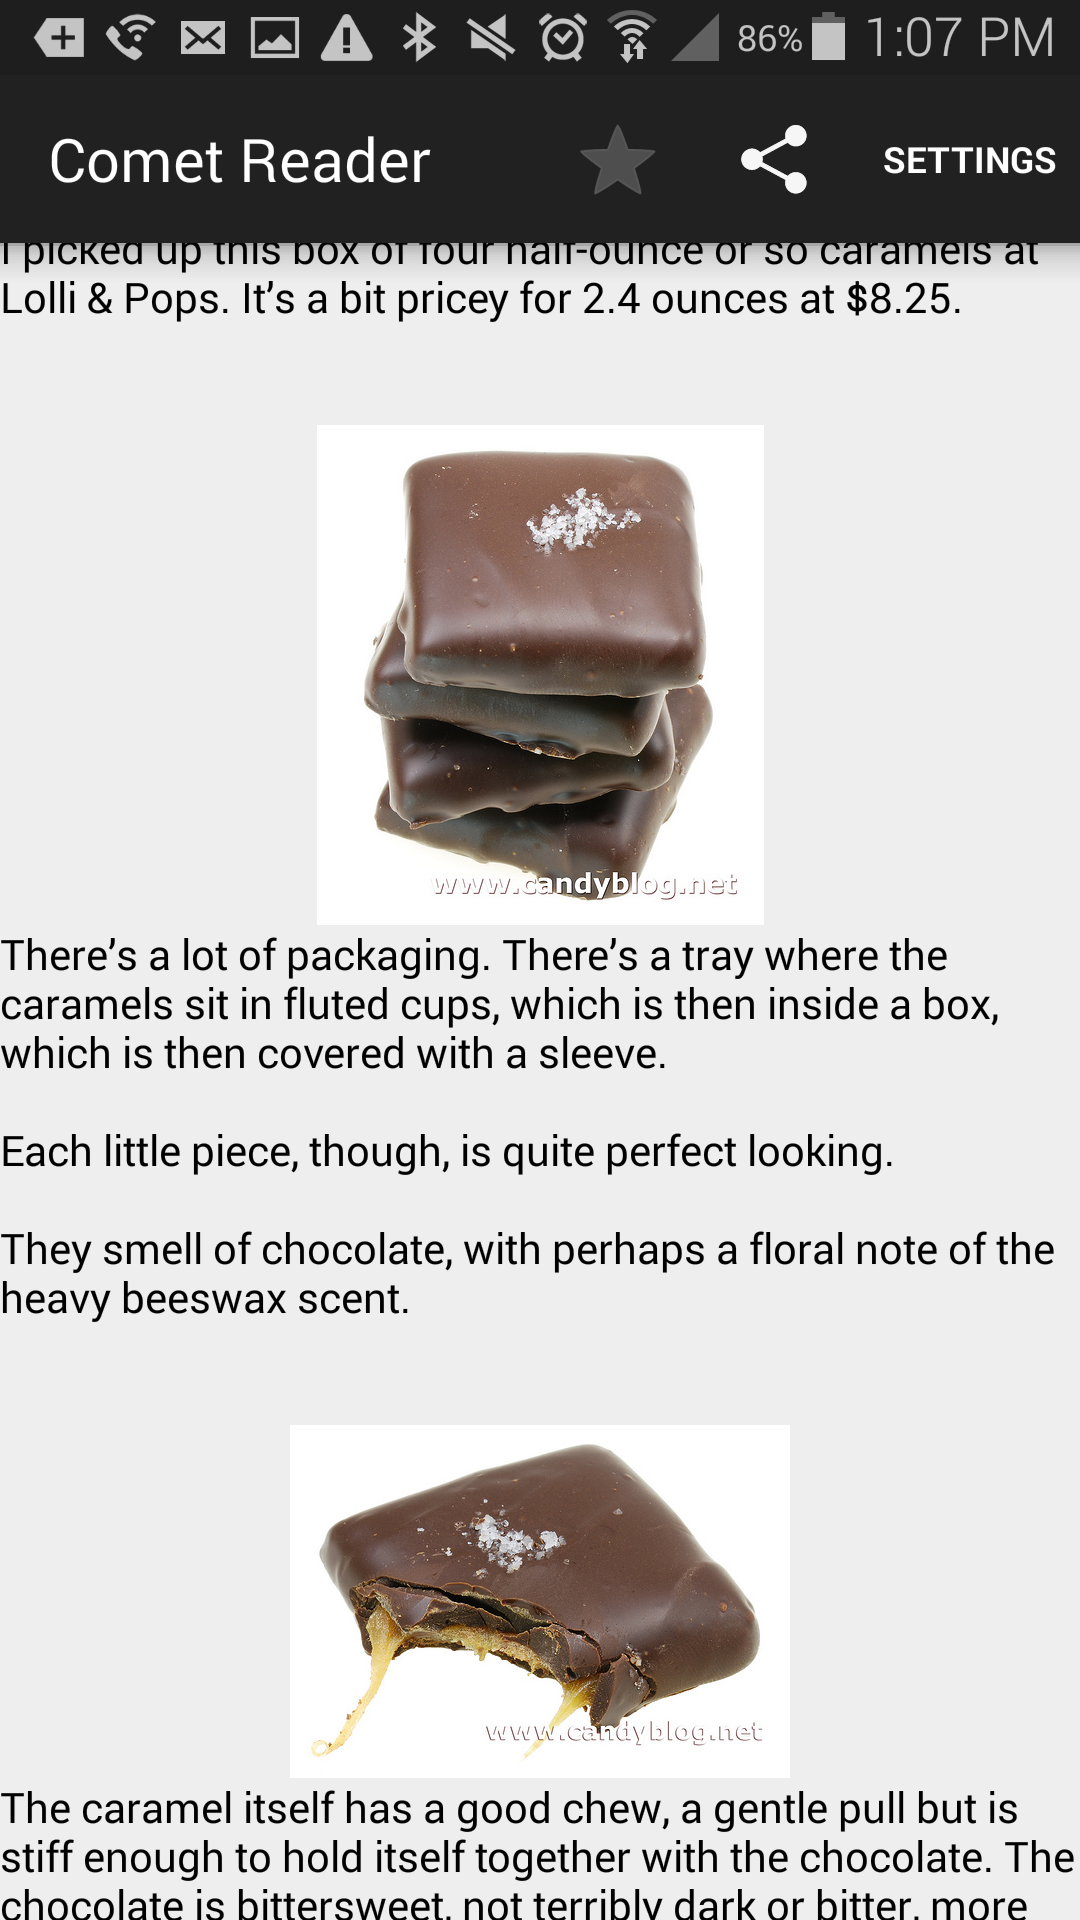 86% 1:07 PM
Comet Reader SETTINGS
I picked up this box of four half-ounce or so caramels at
Lolli & Pops. It’s a bit pricey for 2.4 ounces at $8.25.
www.candyblog.net
There’s a lot of packaging. There’s a tray where the
caramels sit in fluted cups, which is then inside a box,
which is then covered with a sleeve.
Each little piece, though, is quite perfect looking.
They smell of chocolate, with perhaps a floral note of the
heavy beeswax scent.
www.candyblog.net
The caramel itself has a good chew, a gentle pull but is
stiff enough to hold itself together with the chocolate. The
chocolate is bittersweet, not terribly dark or bitter, more